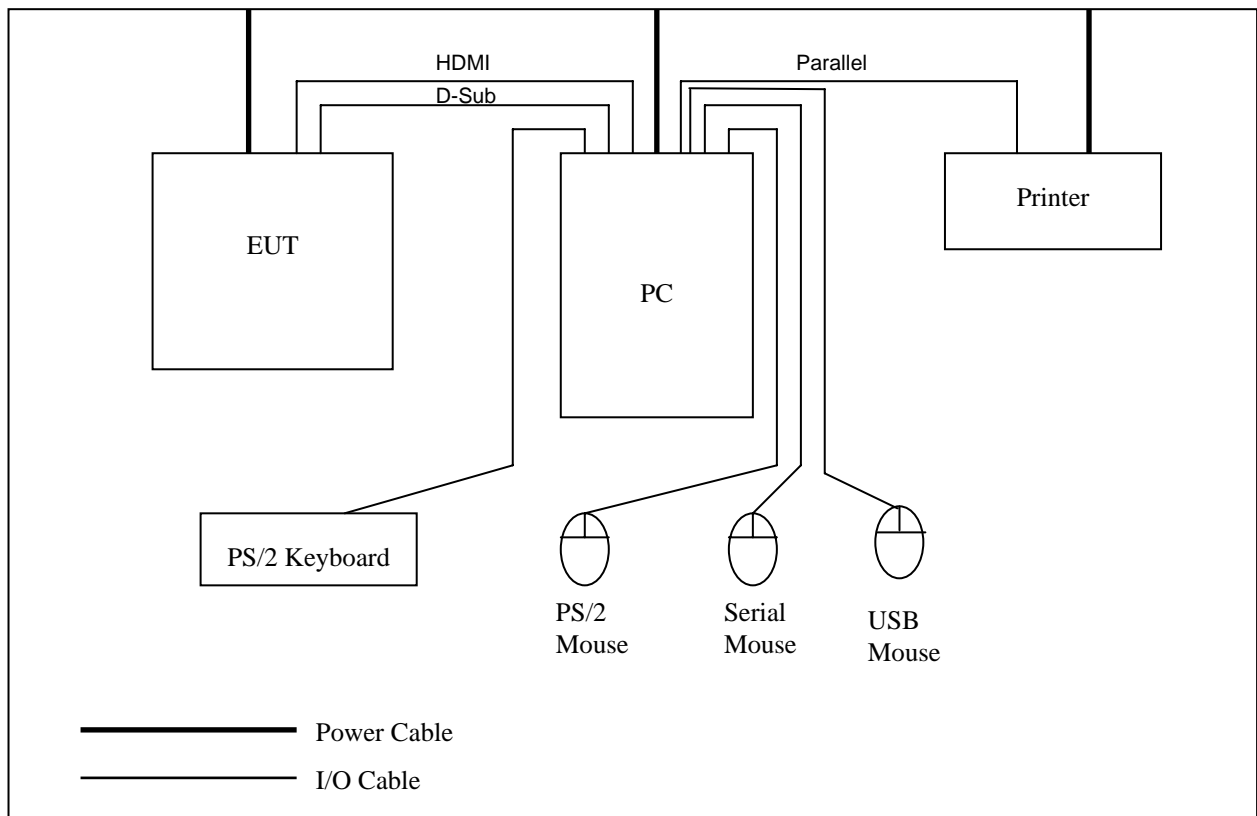 HDMI
Parallel
D-Sub
Printer
EUT
PC
PS/2 Keyboard
PS/2
Mouse
Serial
Mouse
USB
Mouse
Power Cable
I/O Cable